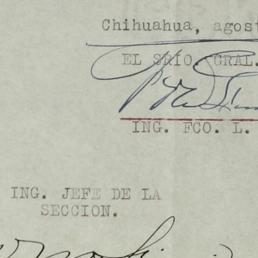 Chihuahua, agost
EL SRIO. GRAL.
ING. FCO. L.
ING. JEFE DE LA
SECCION.